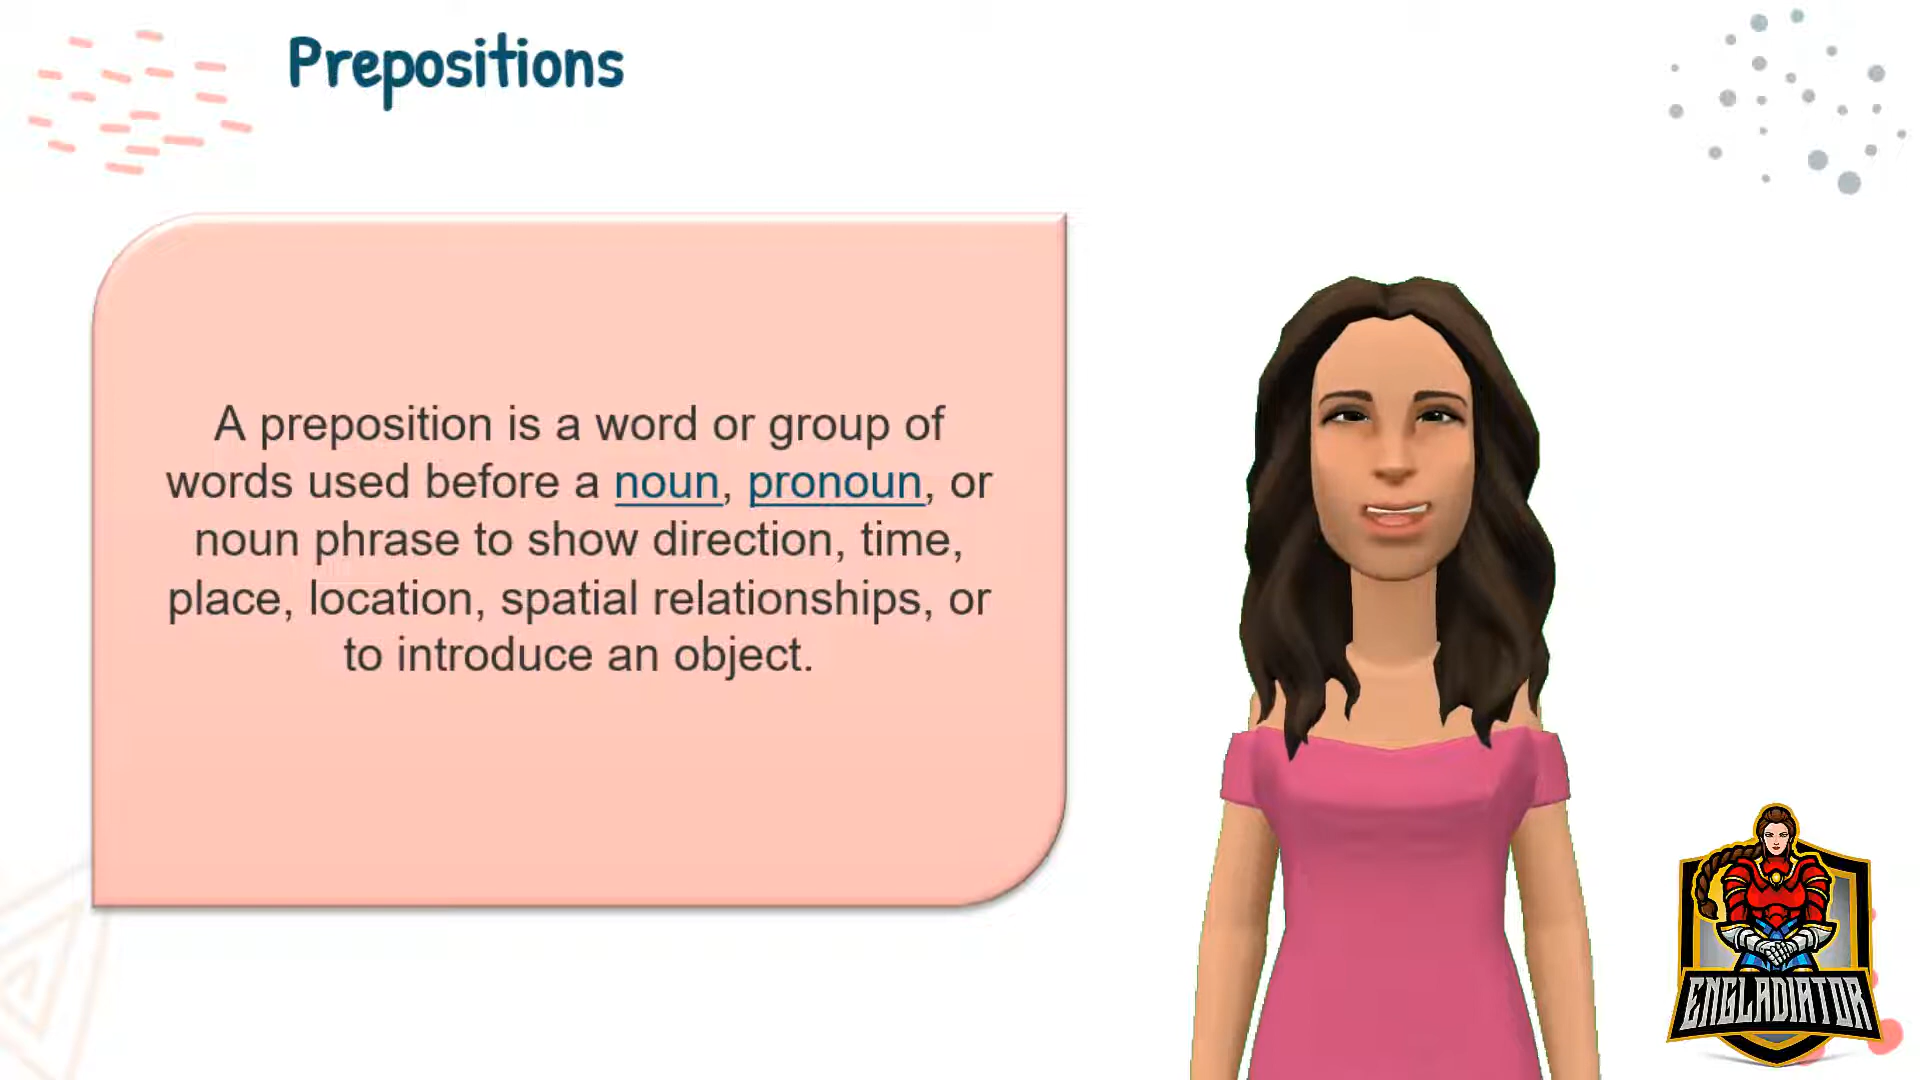 Prepositions
A preposition is a word or group of
words used before a noun, pronoun, or
noun phrase to show direction, time,
place, location, spatial relationships, or
to introduce an object.
ENGLADIATOR